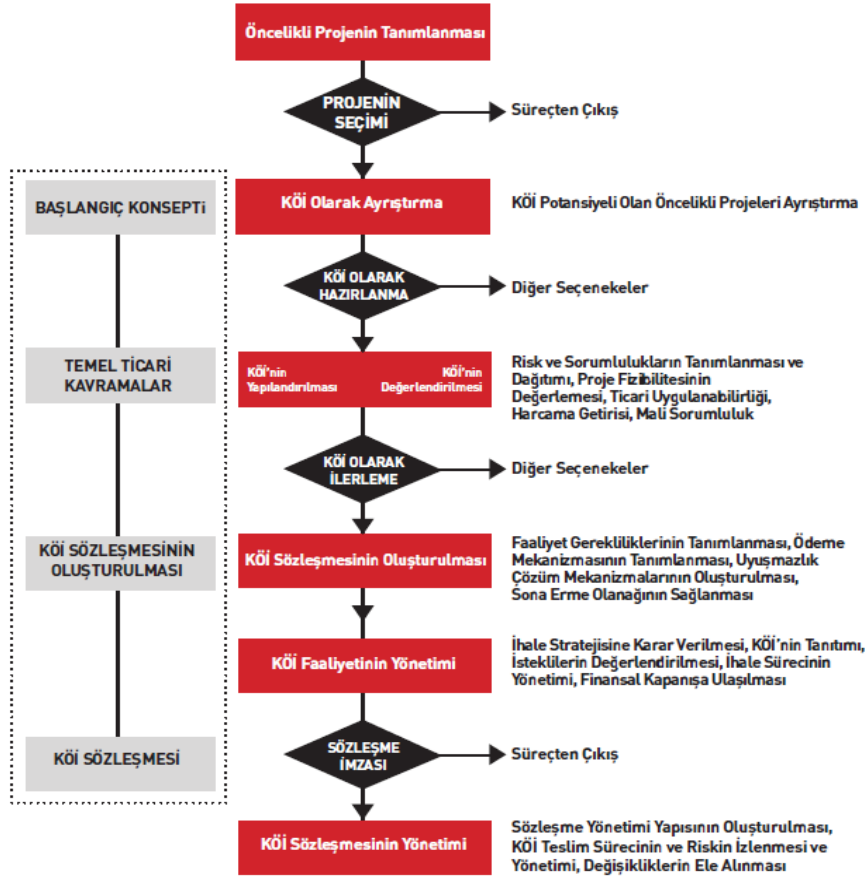 Öncelikli Projenin Tanımlanması
PROJENİN
SEÇİMİ
Süreçten Çıkış
BAŞLANGIÇ KONSEPTi
KÖİ Olarak Ayrıştırma
KÖİ Potansiyeli Olan Öncelikli Projeleri Ayrıştırma
KÖİ OLARAK
HAZIRLANMA
Diğer Seçenekeler
TEMEL TİCARİ
KAVRAMALAR
KÖİ'nin
Yapılandırılması
KÖİ'nin
Değerlendirilmesi
Risk ve Sorumlulukların Tanımlanması ve
Dağıtımı, Proje Fizibilitesinin
Değerlemesi, Ticari Uygulanabilirliği,
Harcama Getirisi, Mali Sorumluluk
KÖİ OLARAK
İLERLEME
Diğer Seçenekeler
KÖİ SÖZLEŞMESİNİN
OLUŞTURULMASI
KÖİ Sözleşmesinin Oluşturulması
Faaliyet Gerekliliklerinin Tanımlanması, Ödeme
Mekanizmasının Tanımlanması, Uyuşmazlık
Çözüm Mekanizmalarının Oluşturulması,
Sona Erme Olanağının Sağlanması
KÖİ Faaliyetinin Yönetimi
İhale Stratejisine Karar Verilmesi, KÖİ'nin Tanıtımı,
İsteklilerin Değerlendirilmesi, İhale Sürecinin
Yönetimi, Finansal Kapanışa Ulaşılması
KÖİ SÖZLEŞMESİ
SÖZLEŞME
İMZASI
Süreçten Çıkış
KÖİ Sözleşmesinin Yönetimi
Sözleşme Yönetimi Yapısının Oluşturulması,
KÖİ Teslim Sürecinin ve Riskin İzlenmesi ve
Yönetimi, Değişikliklerin Ele Alınması